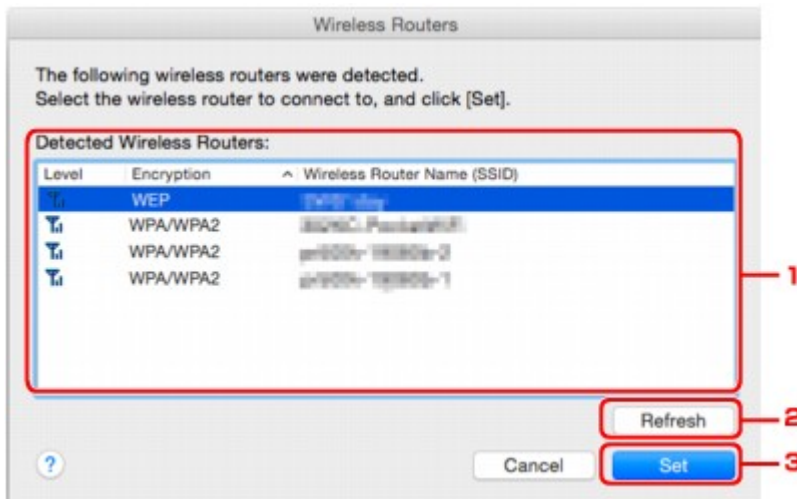 Wireless Routers
The following wireless routers were detected.
Select the wireless router to connect to, and click [Set].
Detected Wireless Routers:
Level Encryption Wireless Router Name (SSID)
WEP
WPA/WPA2
WPA/WPA2
WPA/WPA2
1
Refresh 2
? Cancel Set 3